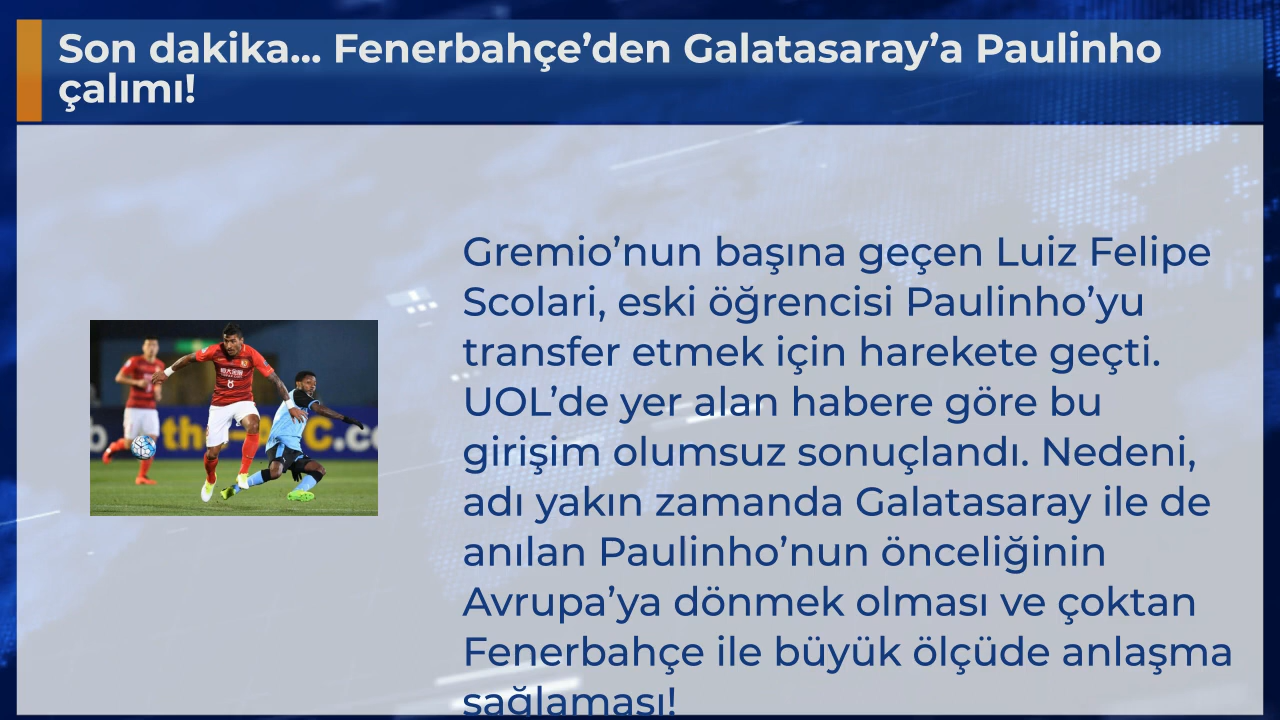 Son dakika... Fenerbahçe’den Galatasaray’a Paulinho
çalımı!
Gremio’nun başına geçen Luiz Felipe
Scolari, eski öğrencisi Paulinho’yu
transfer etmek için harekete geçti.
UOL’de yer alan habere göre bu
girişim olumsuz sonuçlandı. Nedeni,
adı yakın zamanda Galatasaray ile de
anılan Paulinho’nun önceliğinin
Avrupa’ya dönmek olması ve çoktan
Fenerbahçe ile büyük ölçüde anlaşma
sağlaması!
8